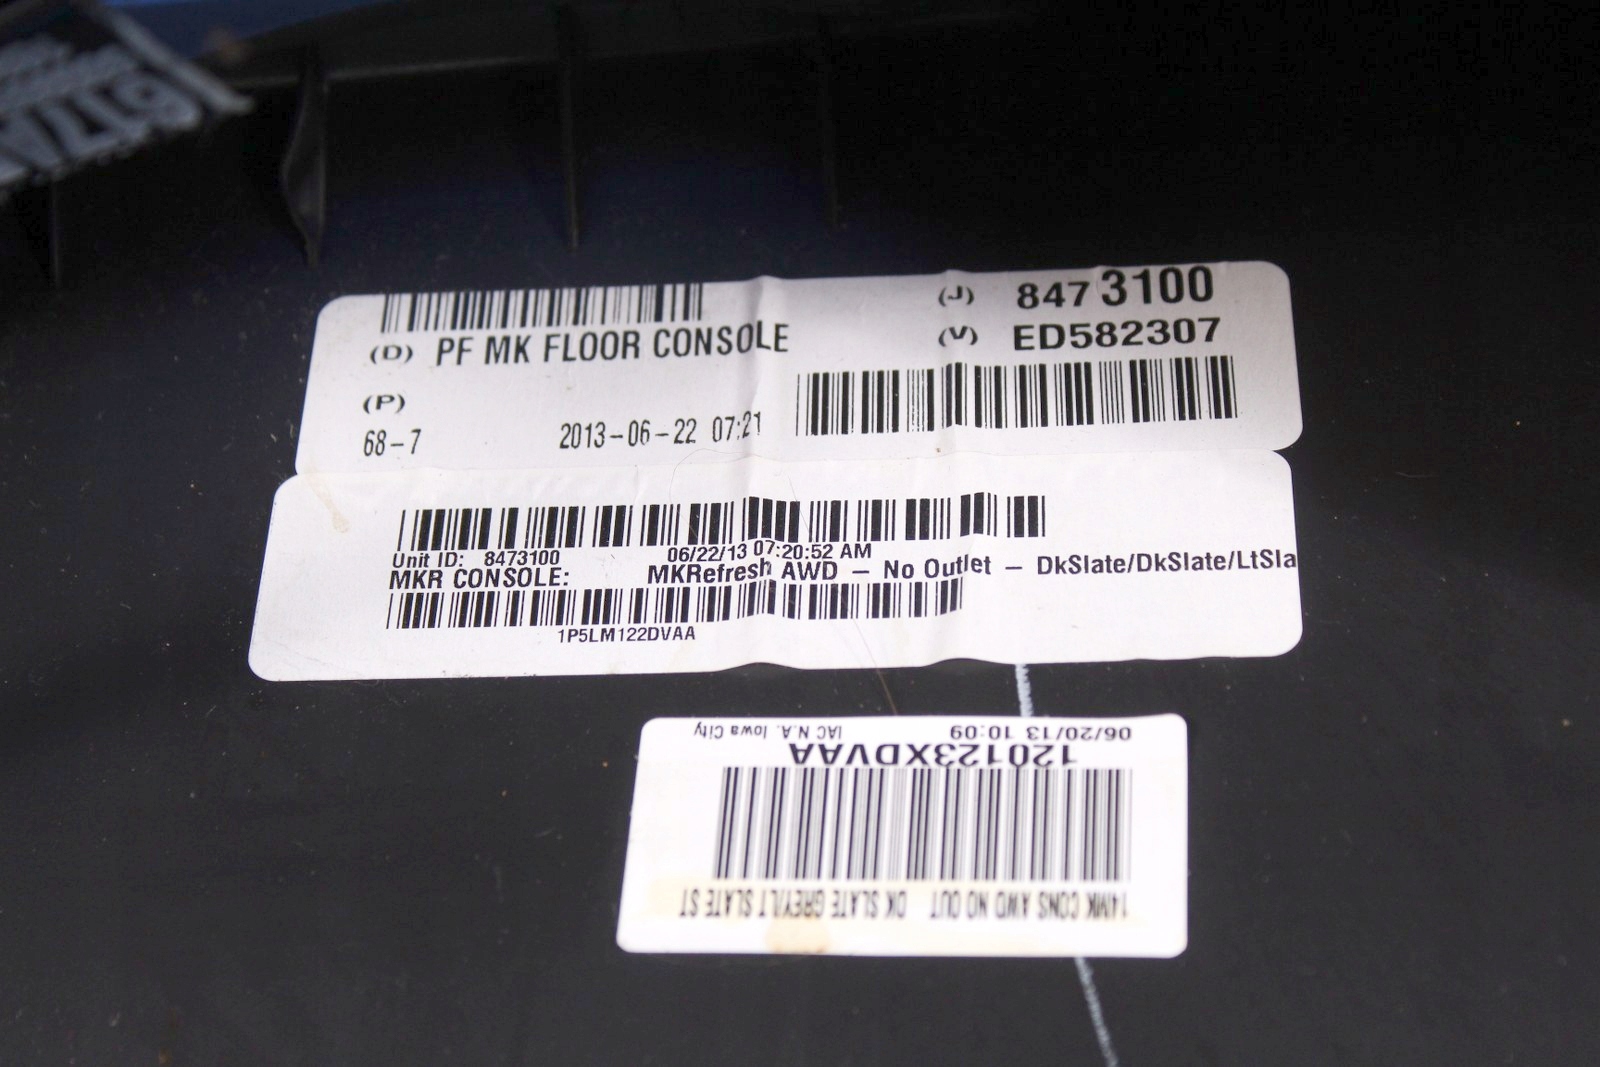 (J) 8473100
(D) PF MK FLOOR CONSOLE
(V) ED582307
(P)
68-7
2013-06-22 07:21
Unit ID: 8473100 06/22/13 07:20:52 AM
MKR CONSOLE: MKRefresh AWD - No Outlet - DkSlate/DkSlate/LtSla
1P5LM122DVAA
14MK CONS AWD NO OUT DK SLATE GREY/LT SLATE ST
120123XDVAA
06/20/13 10:09 IAC N.A. Iowa City